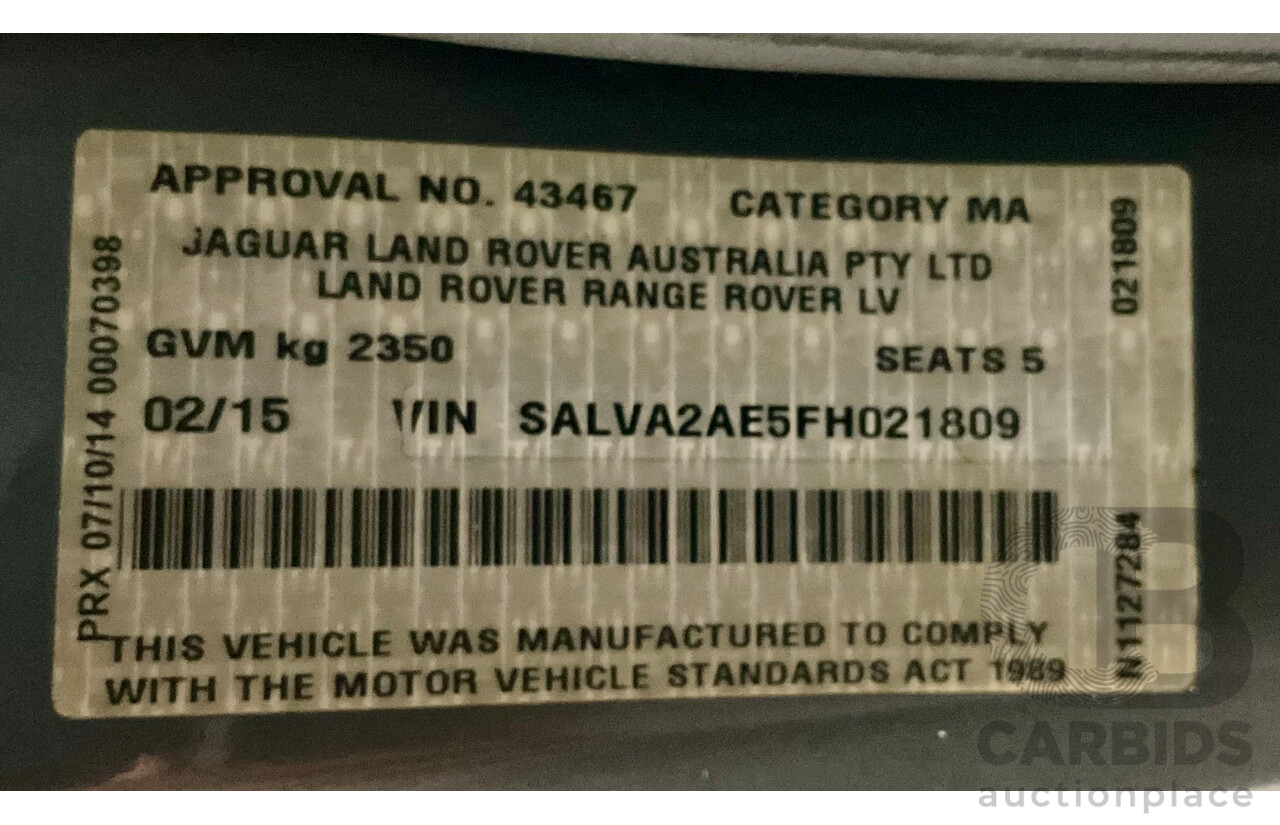 APPROVAL NO. 43467 CATEGORY MA
JAGUAR LAND ROVER AUSTRALIA PTY LTD
LAND ROVER RANGE ROVER LV
GVM kg 2350 SEATS 5
02/15 VIN SALVA2AE5FH021809
THIS VEHICLE WAS MANUFACTURED TO COMPLY
WITH THE MOTOR VEHICLE STANDARDS ACT 1989
PRX 07/10/14 00070398
021809
N1127284
CARBIDS
auctionplace